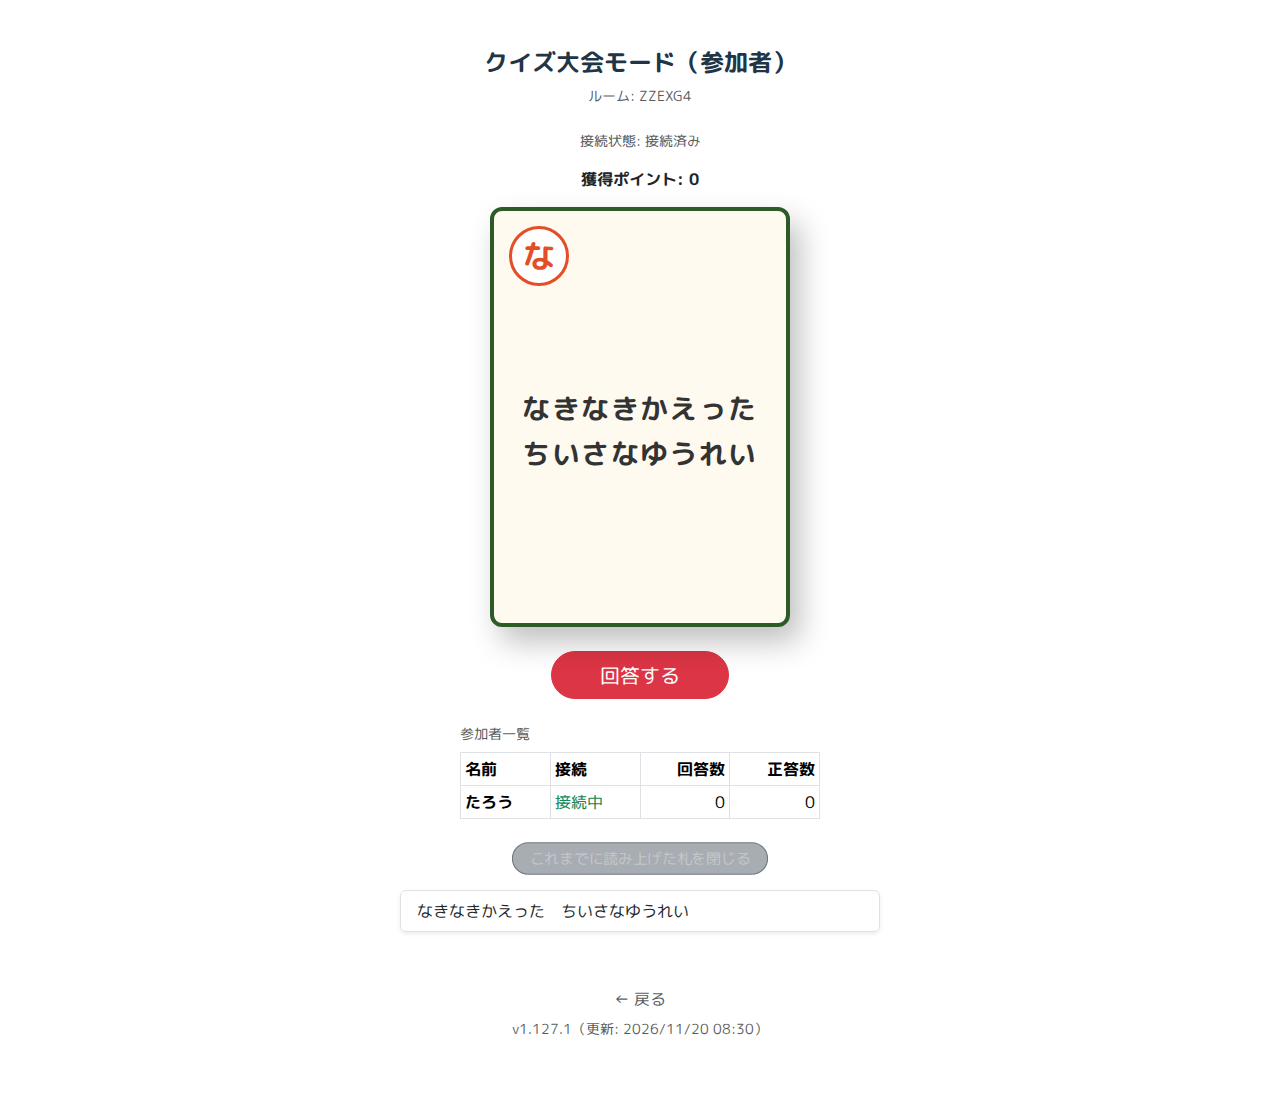 クイズ大会モード（参加者）
ルーム: ZZEXG4
接続状態: 接続済み
獲得ポイント: 0
な
なきなきかえった
ちいさなゆうれい
回答する
参加者一覧
名前 接続 回答数 正答数
たろう 接続中 0 0
これまでに読み上げた札を閉じる
なきなきかえった　ちいさなゆうれい
← 戻る
v1.127.1（更新: 2026/11/20 08:30）